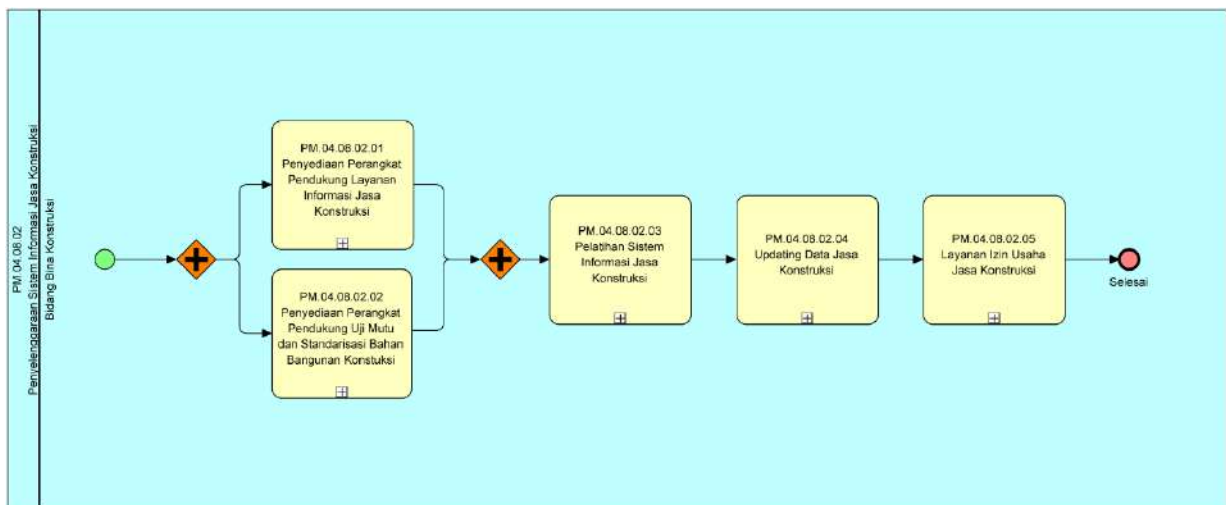 PM.04.08.02
Penyelenggaraan Sistem Informasi Jasa Konstruksi
Bidang Bina Konstruksi
PM.04.08.02.01
Penyediaan Perangkat
Pendukung Layanan
Informasi Jasa
Konstruksi
PM.04.08.02.02
Penyediaan Perangkat
Pendukung Uji Mutu
dan Standarisasi Bahan
Bangunan Konstuksi
PM.04.08.02.03
Pelatihan Sistem
Informasi Jasa
Konstruksi
PM.04.08.02.04
Updating Data Jasa
Konstruksi
PM.04.08.02.05
Layanan Izin Usaha
Jasa Konstruksi
Selesai